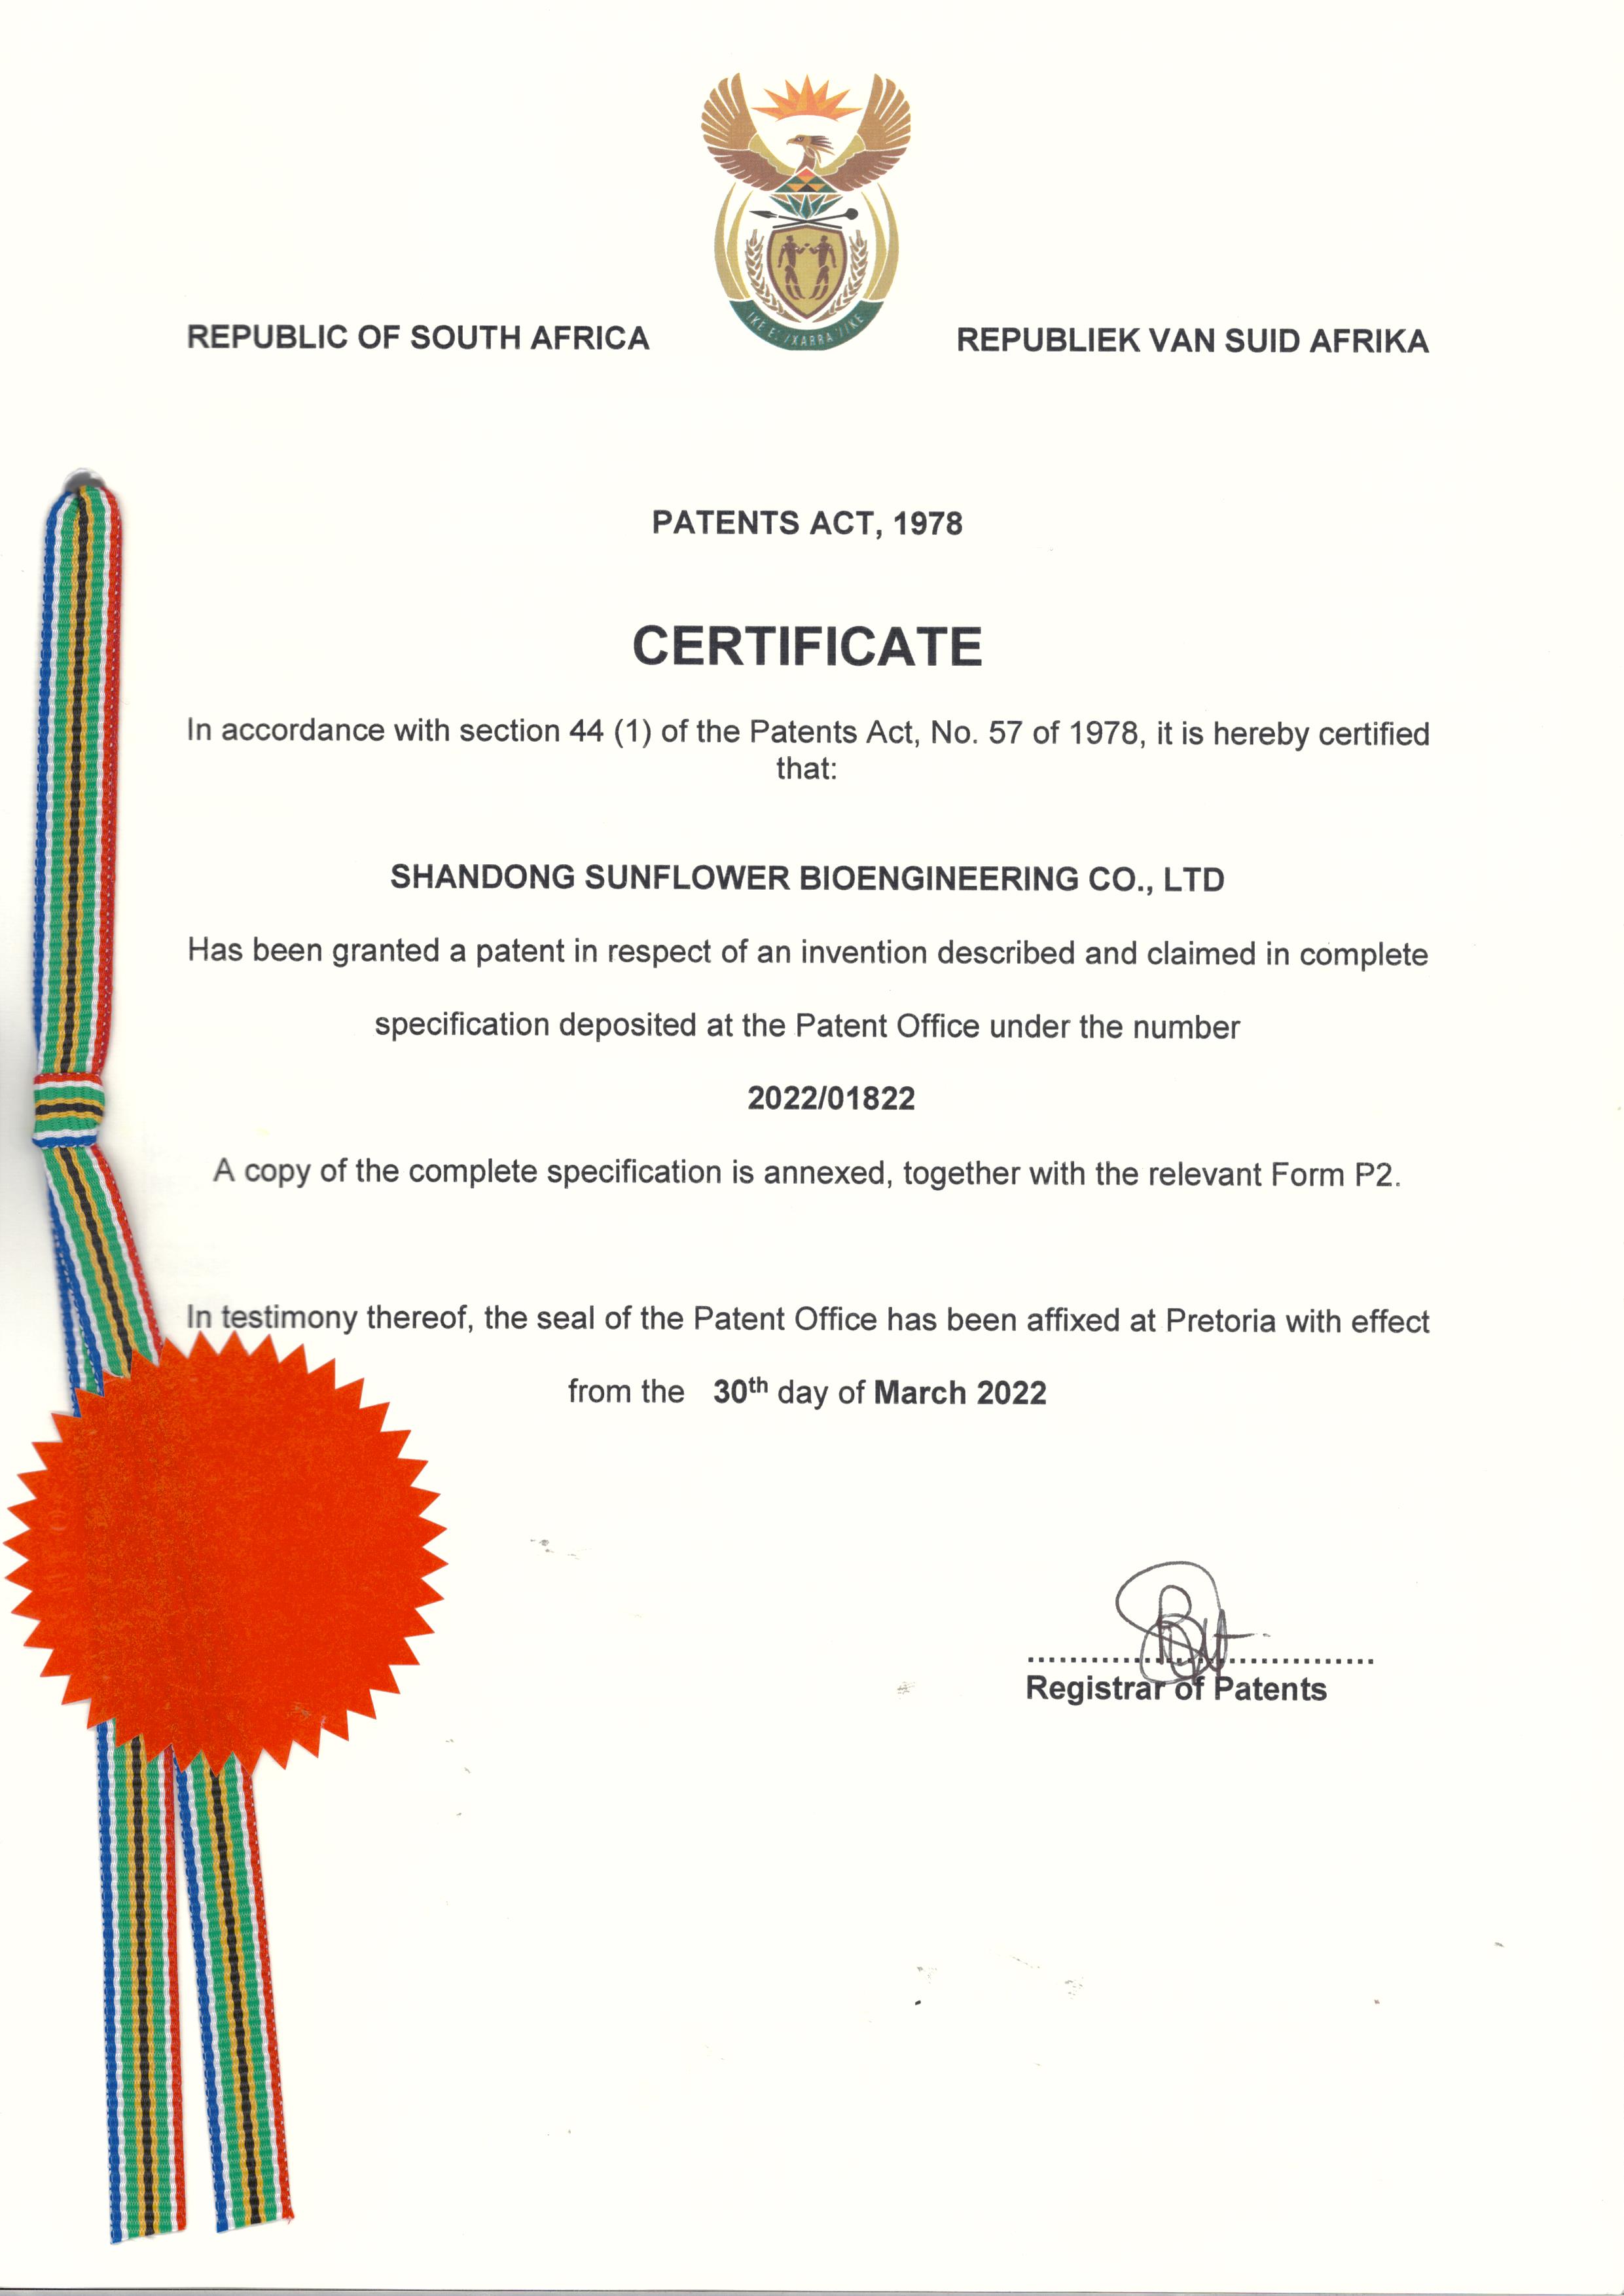 REPUBLIC OF SOUTH AFRICA
REPUBLIEK VAN SUID AFRIKA
PATENTS ACT, 1978
CERTIFICATE
In accordance with section 44 (1) of the Patents Act, No. 57 of 1978, it is hereby certified
that:
SHANDONG SUNFLOWER BIOENGINEERING CO., LTD
Has been granted a patent in respect of an invention described and claimed in complete
specification deposited at the Patent Office under the number
2022/01822
A copy of the complete specification is annexed, together with the relevant Form P2.
In testimony thereof, the seal of the Patent Office has been affixed at Pretoria with effect
from the 30th day of March 2022
Registrar of Patents